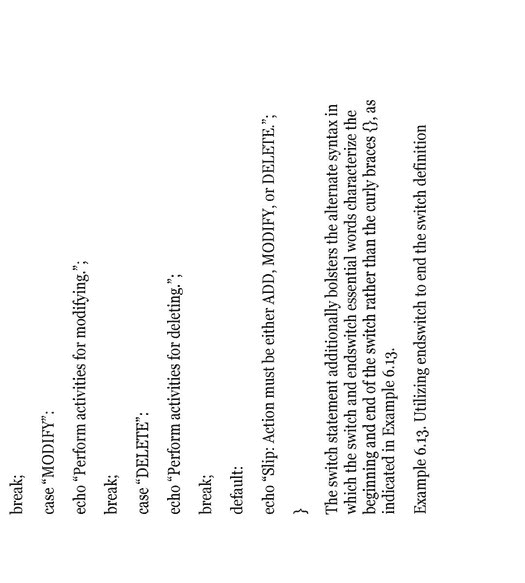 break;
case “MODIFY”:
echo “Perform activities for modifying.”;
break;
case “DELETE”:
echo “Perform activities for deleting.”;
break;
default:
echo “Slip: Action must be either ADD, MODIFY, or DELETE.”;
}
The switch statement additionally bolsters the alternate syntax in
which the switch and endswitch essential words characterize the
beginning and end of the switch rather than the curly braces {}, as
indicated in Example 6.13.
Example 6.13. Utilizing endswitch to end the switch definition